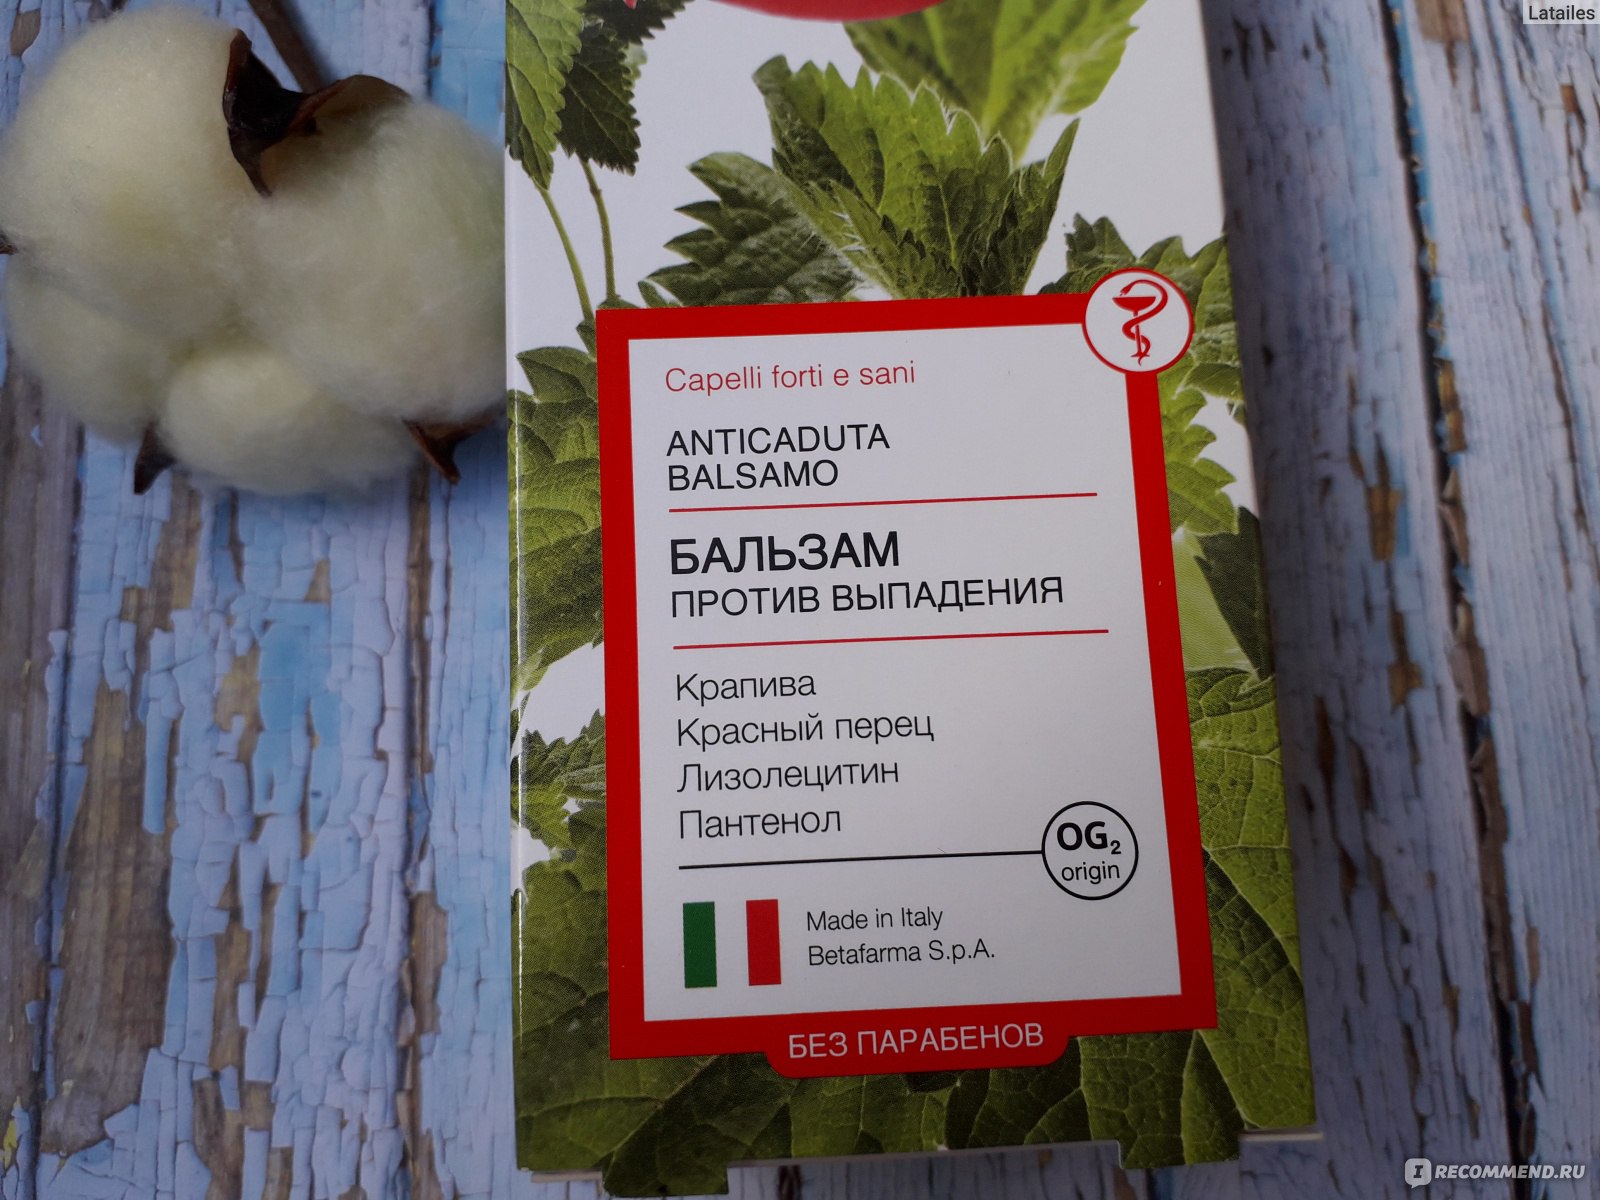 Latailes
Capelli forti e sani
ANTICADUTA
BALSAMO
БАЛЬЗАМ
ПРОТИВ ВЫПАДЕНИЯ
Крапива
Красный перец
Лизолецитин
Пантенол
OG₂
origin
Made in Italy
Betafarma S.p.A.
БЕЗ ПАРАБЕНОВ
IRECOMMEND.RU